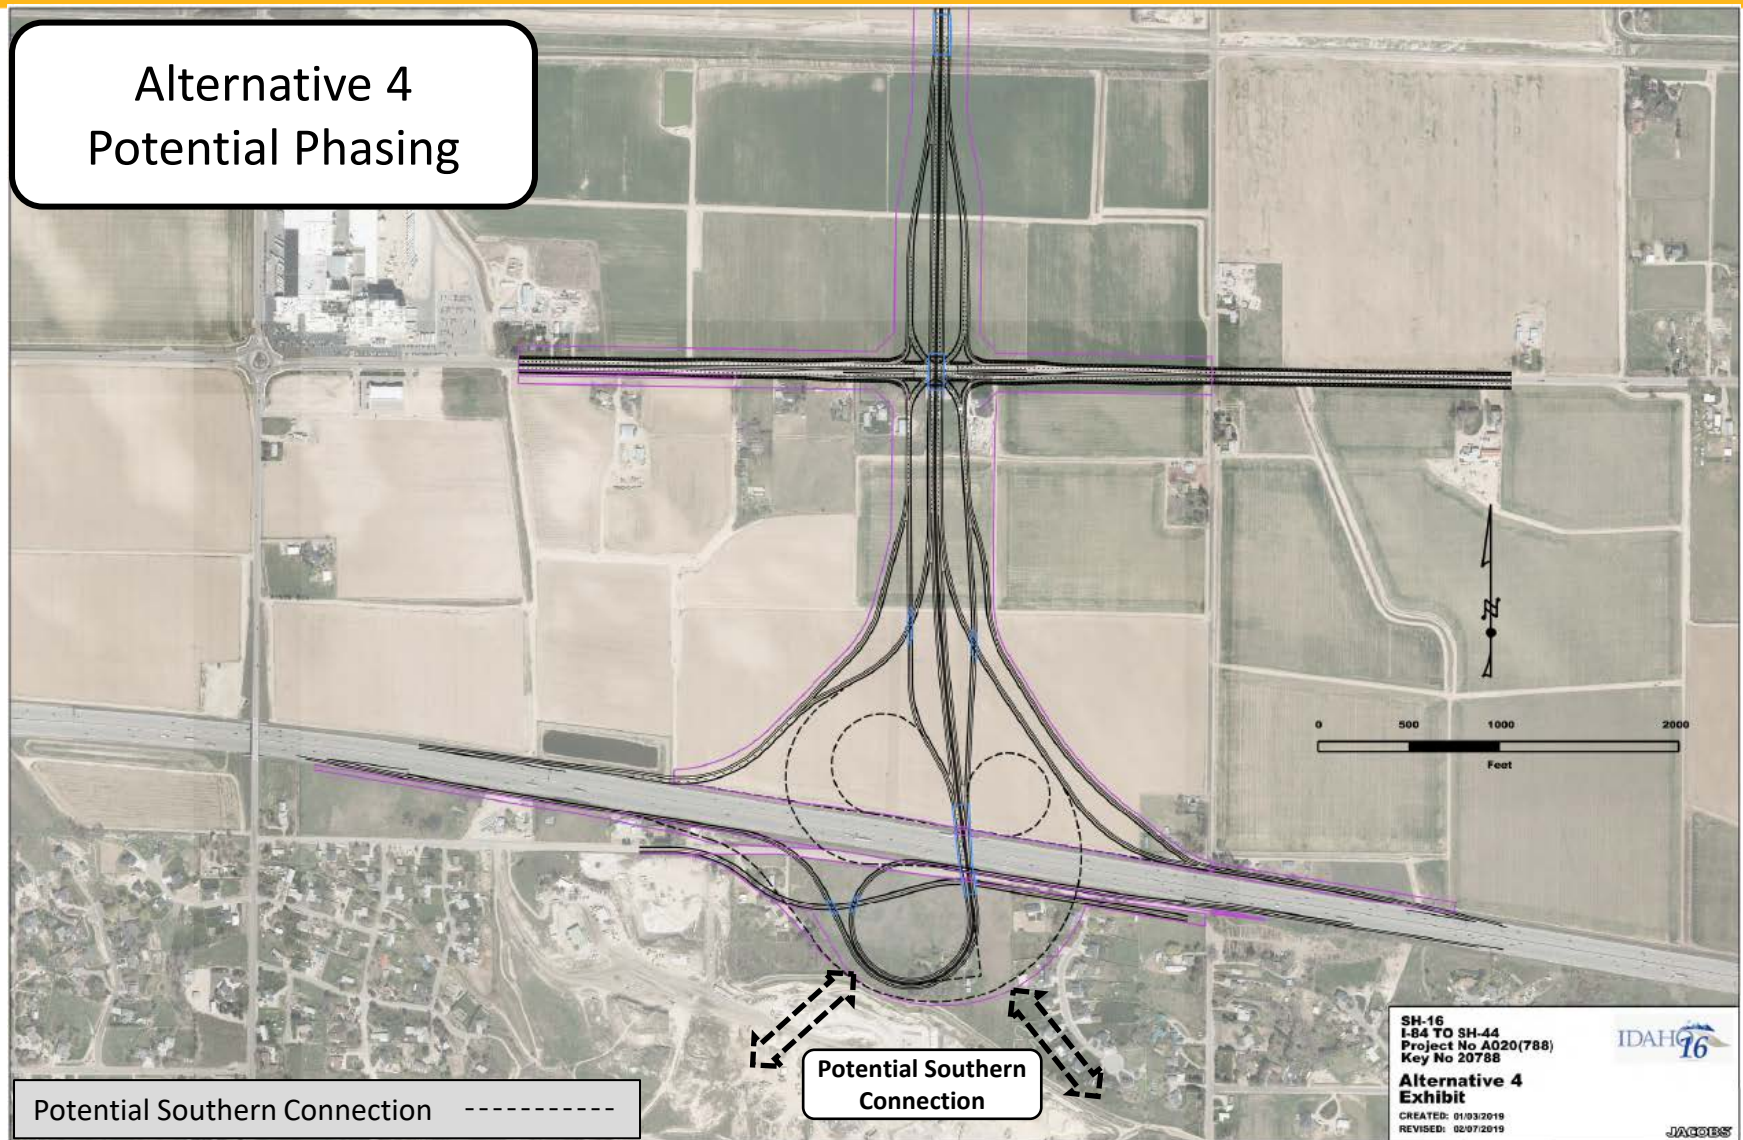 Alternative 4
Potential Phasing
N
0 500 1000 2000
Feet
Potential Southern
Connection
Potential Southern Connection
SH-16
I-84 TO SH-44
Project No A020(788)
Key No 20788
IDAHO 16
Alternative 4
Exhibit
CREATED: 01/03/2019
REVISED: 02/07/2019
JACOBS